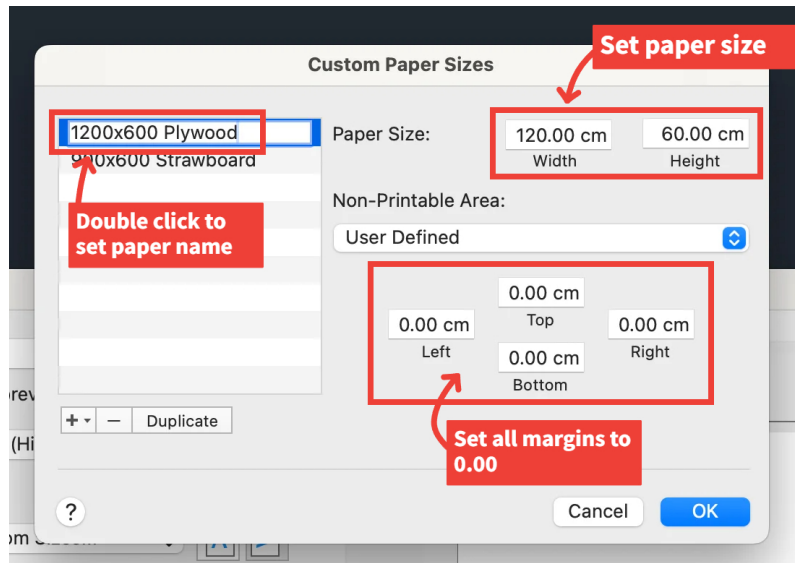 Set paper size
Custom Paper Sizes
1200x600 Plywood
Paper Size:
120.00 cm
60.00 cm
Width
Height
900x600 Strawboard
Non-Printable Area:
Double click to
set paper name
User Defined
0.00 cm
Top
0.00 cm
0.00 cm
Left
Right
0.00 cm
Bottom
+
−
Duplicate
(Hi
Set all margins to
0.00
?
Cancel
OK